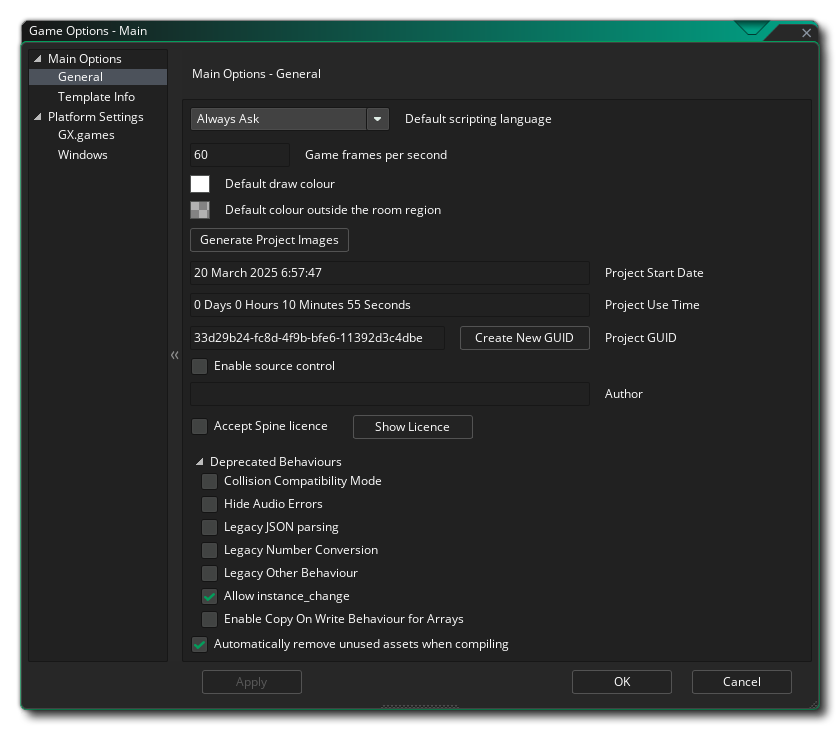 Game Options - Main
Main Options
General
Template Info
Platform Settings
GX.games
Windows
Main Options - General
Always Ask Default scripting language
60 Game frames per second
Default draw colour
Default colour outside the room region
Generate Project Images
20 March 2025 6:57:47 Project Start Date
0 Days 0 Hours 10 Minutes 55 Seconds Project Use Time
33d29b24-fc8d-4f9b-bfe6-11392d3c4dbe Create New GUID Project GUID
Enable source control
Author
Accept Spine licence Show Licence
Deprecated Behaviours
Collision Compatibility Mode
Hide Audio Errors
Legacy JSON parsing
Legacy Number Conversion
Legacy Other Behaviour
Allow instance_change
Enable Copy On Write Behaviour for Arrays
Automatically remove unused assets when compiling
Apply OK Cancel